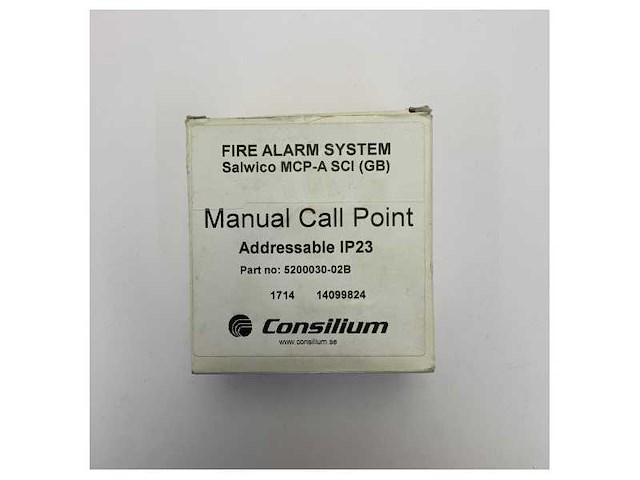 FIRE ALARM SYSTEM
Salwico MCP-A SCI (GB)
Manual Call Point
Addressable IP23
Part no: 5200030-02B
1714 14099824
Consilium
www.consilium.se